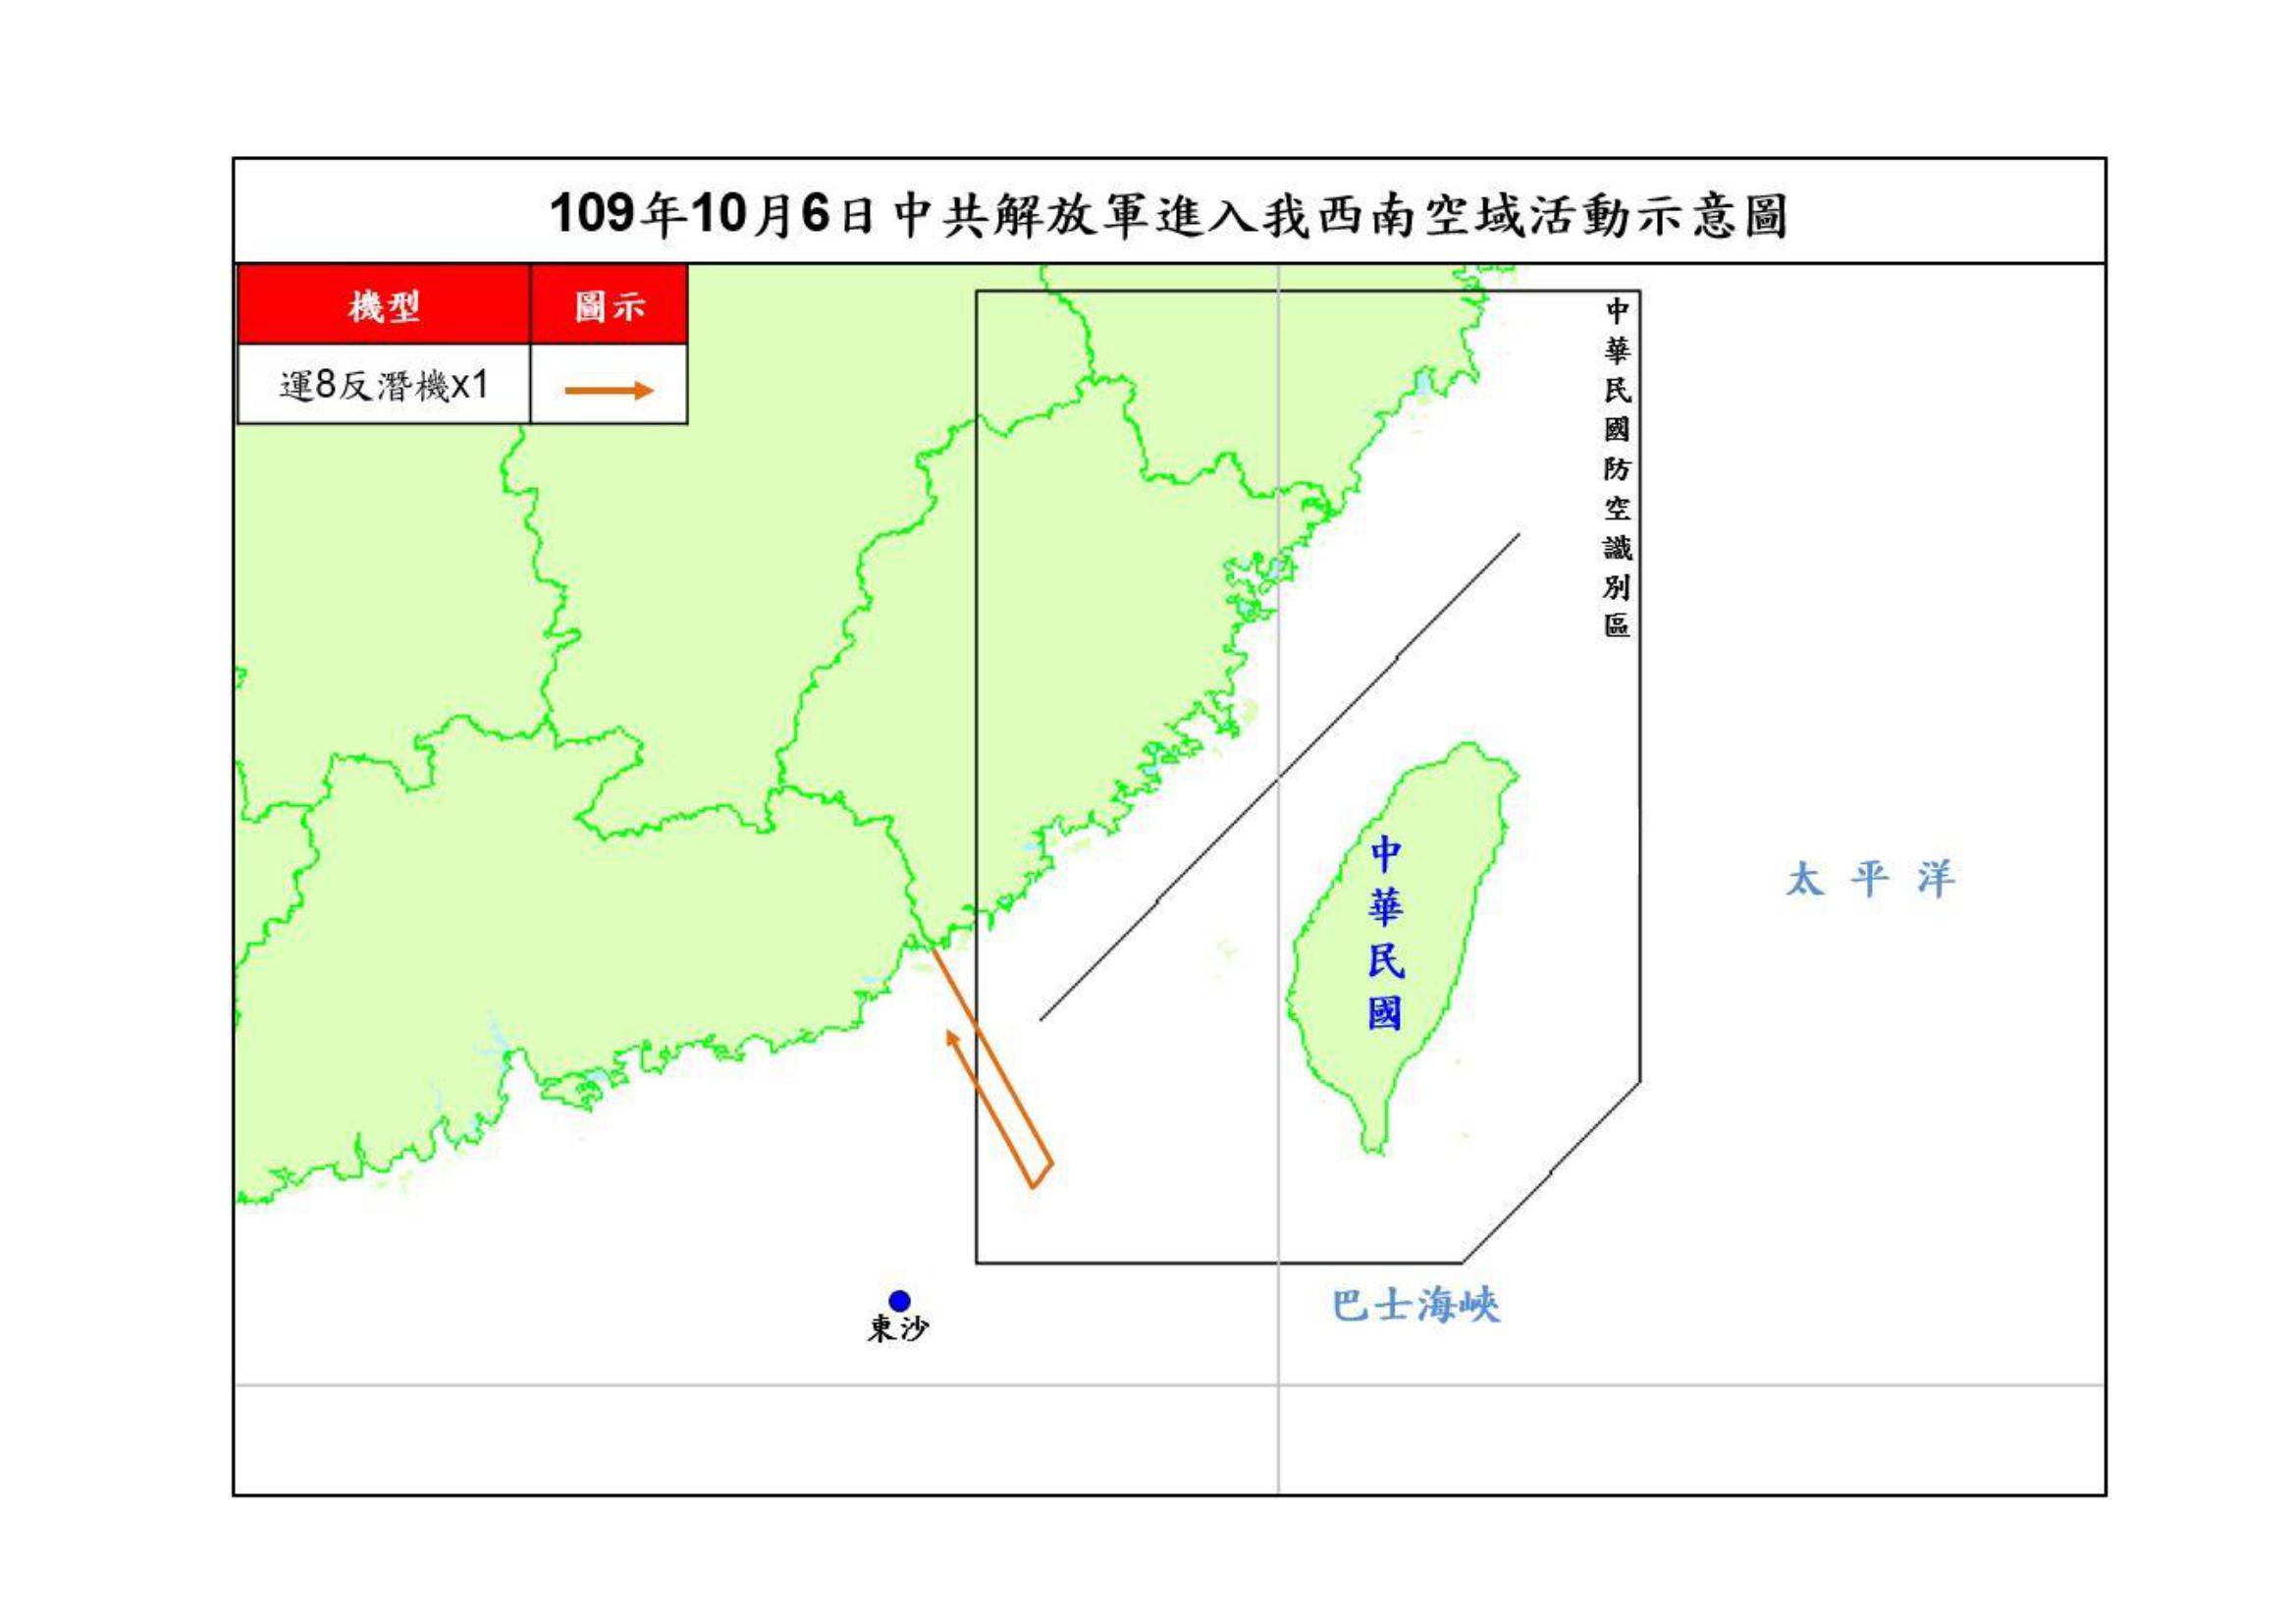 109年10月6日中共解放軍進入我西南空域活動示意圖
機型 圖示
運8反潛機x1
中華民國防空識別區
中華民國
太平洋
巴士海峽
東沙